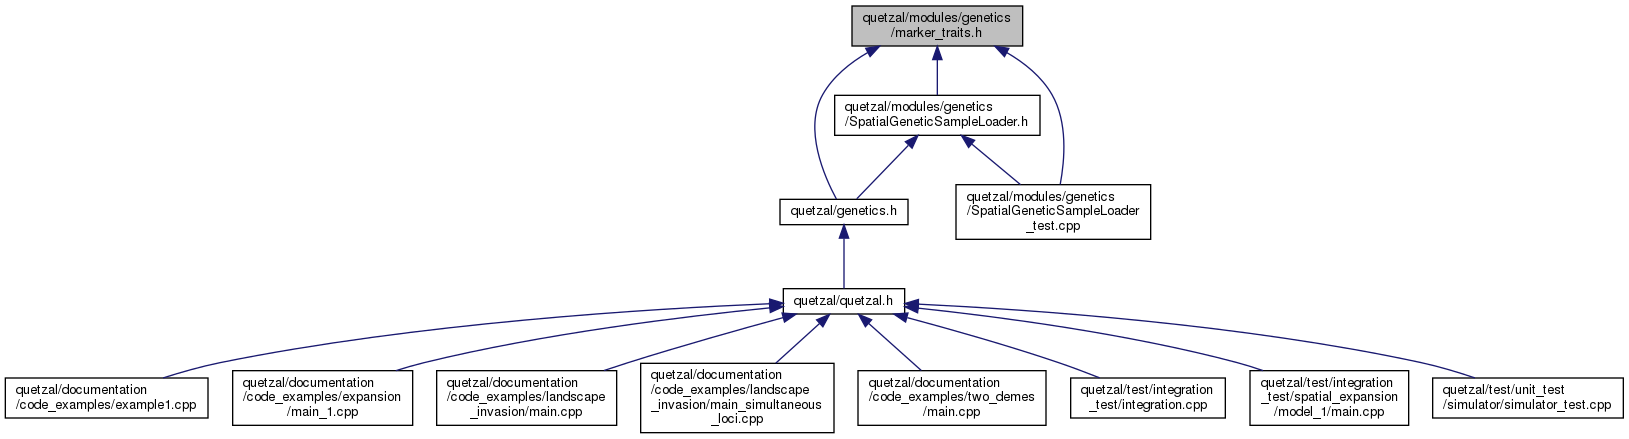 quetzal/modules/genetics
/marker_traits.h
quetzal/modules/genetics
/SpatialGeneticSampleLoader.h
quetzal/genetics.h
quetzal/modules/genetics
/SpatialGeneticSampleLoader
_test.cpp
quetzal/quetzal.h
quetzal/documentation
/code_examples/example1.cpp
quetzal/documentation
/code_examples/expansion
/main_1.cpp
quetzal/documentation
/code_examples/landscape
_invasion/main.cpp
quetzal/documentation
/code_examples/landscape
_invasion/main_simultaneous
_loci.cpp
quetzal/documentation
/code_examples/two_demes
/main.cpp
quetzal/test/integration
_test/integration.cpp
quetzal/test/integration
_test/spatial_expansion
/model_1/main.cpp
quetzal/test/unit_test
/simulator/simulator_test.cpp